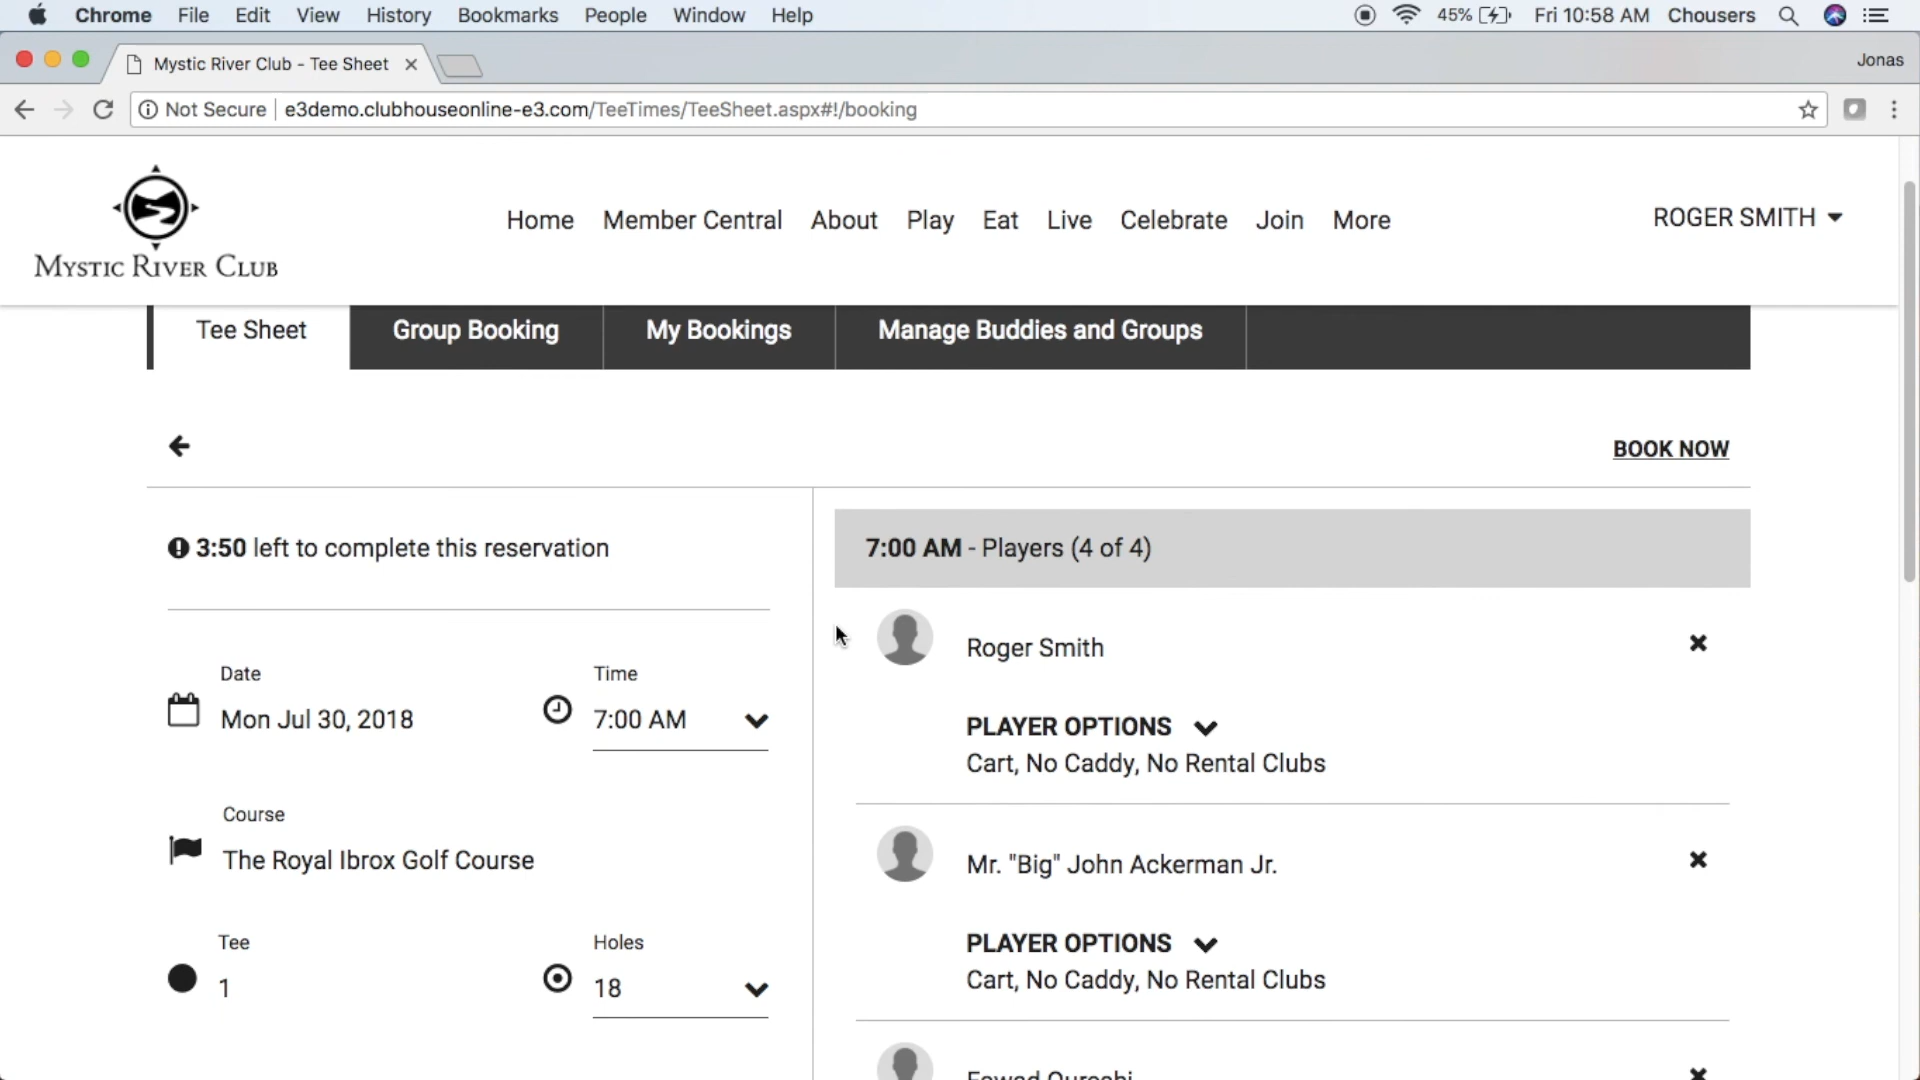 Chrome File Edit View History Bookmarks People Window Help 45% Fri 10:58 AM Chousers
Mystic River Club - Tee Sheet Jonas
Not Secure e3demo.clubhouseonline-e3.com/TeeTimes/TeeSheet.aspx#!/booking
MYSTIC RIVER CLUB
Home Member Central About Play Eat Live Celebrate Join More
ROGER SMITH
Tee Sheet Group Booking My Bookings Manage Buddies and Groups
BOOK NOW
3:50 left to complete this reservation
Date
Mon Jul 30, 2018
Time
7:00 AM
Course
The Royal Ibrox Golf Course
Tee
1
Holes
18
7:00 AM - Players (4 of 4)
Roger Smith
PLAYER OPTIONS
Cart, No Caddy, No Rental Clubs
Mr. "Big" John Ackerman Jr.
PLAYER OPTIONS
Cart, No Caddy, No Rental Clubs